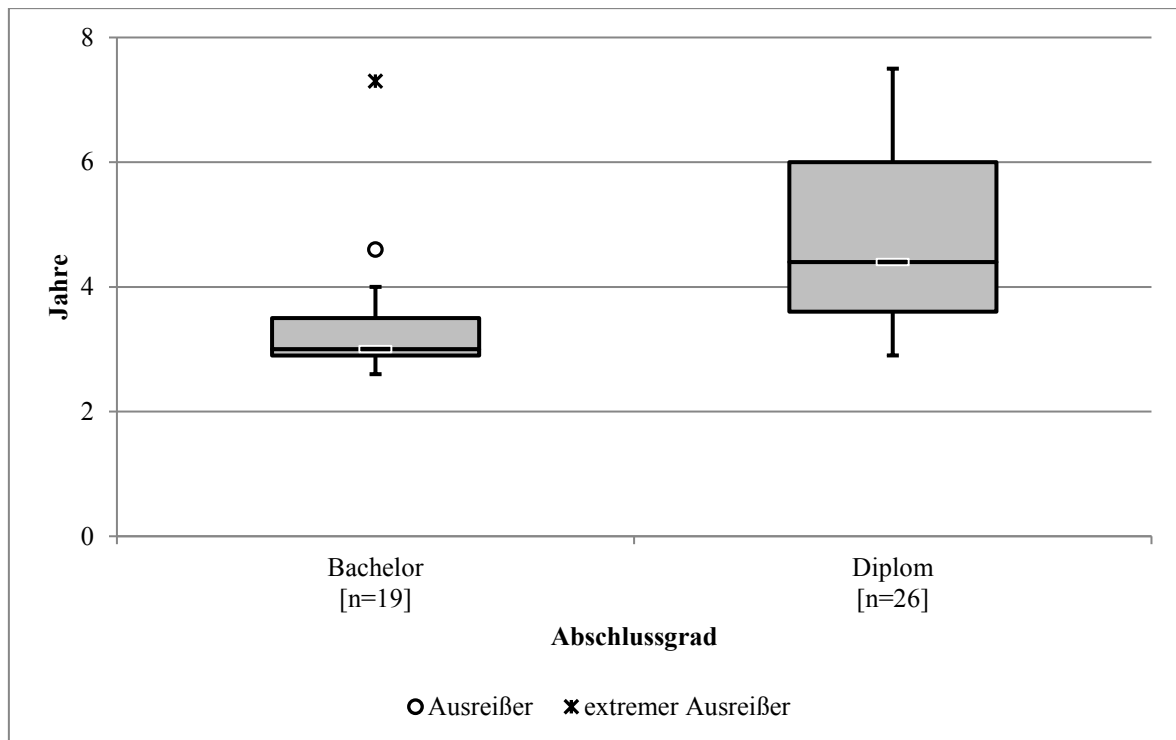 8
6
4
2
0
Jahre
Bachelor
[n=19]
Diplom
[n=26]
Abschlussgrad
Ausreißer
extremer Ausreißer